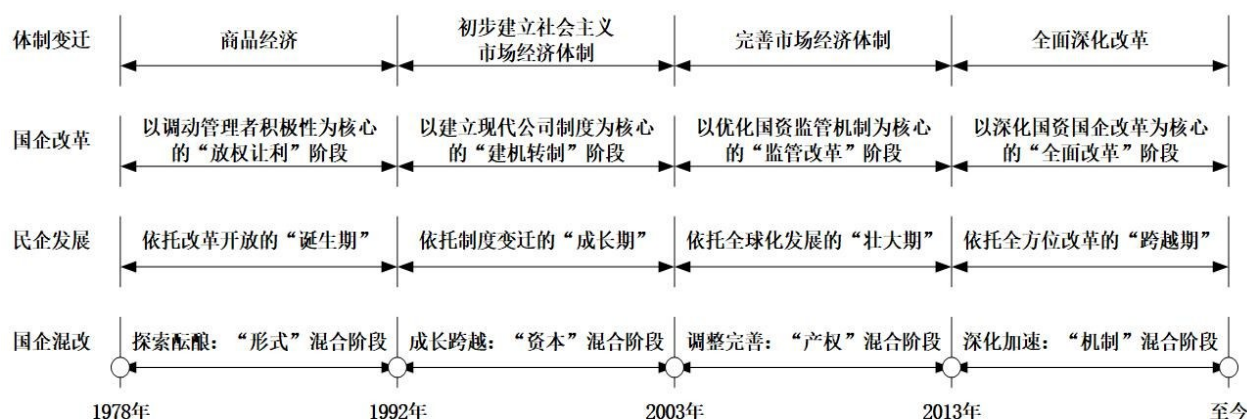 体制变迁
商品经济
初步建立社会主义
市场经济体制
完善市场经济体制
全面深化改革
国企改革
以调动管理者积极性为核心
的“放权让利”阶段
以建立现代公司制度为核心
的“建机转制”阶段
以优化国资监管机制为核心
的“监管改革”阶段
以深化国资国企改革为核心
的“全面改革”阶段
民企发展
依托改革开放的“诞生期”
依托制度变迁的“成长期”
依托全球化发展的“壮大期”
依托全方位改革的“跨越期”
国企混改
探索酝酿：“形式”混合阶段
成长跨越：“资本”混合阶段
调整完善：“产权”混合阶段
深化加速：“机制”混合阶段
1978年
1992年
2003年
2013年
至今